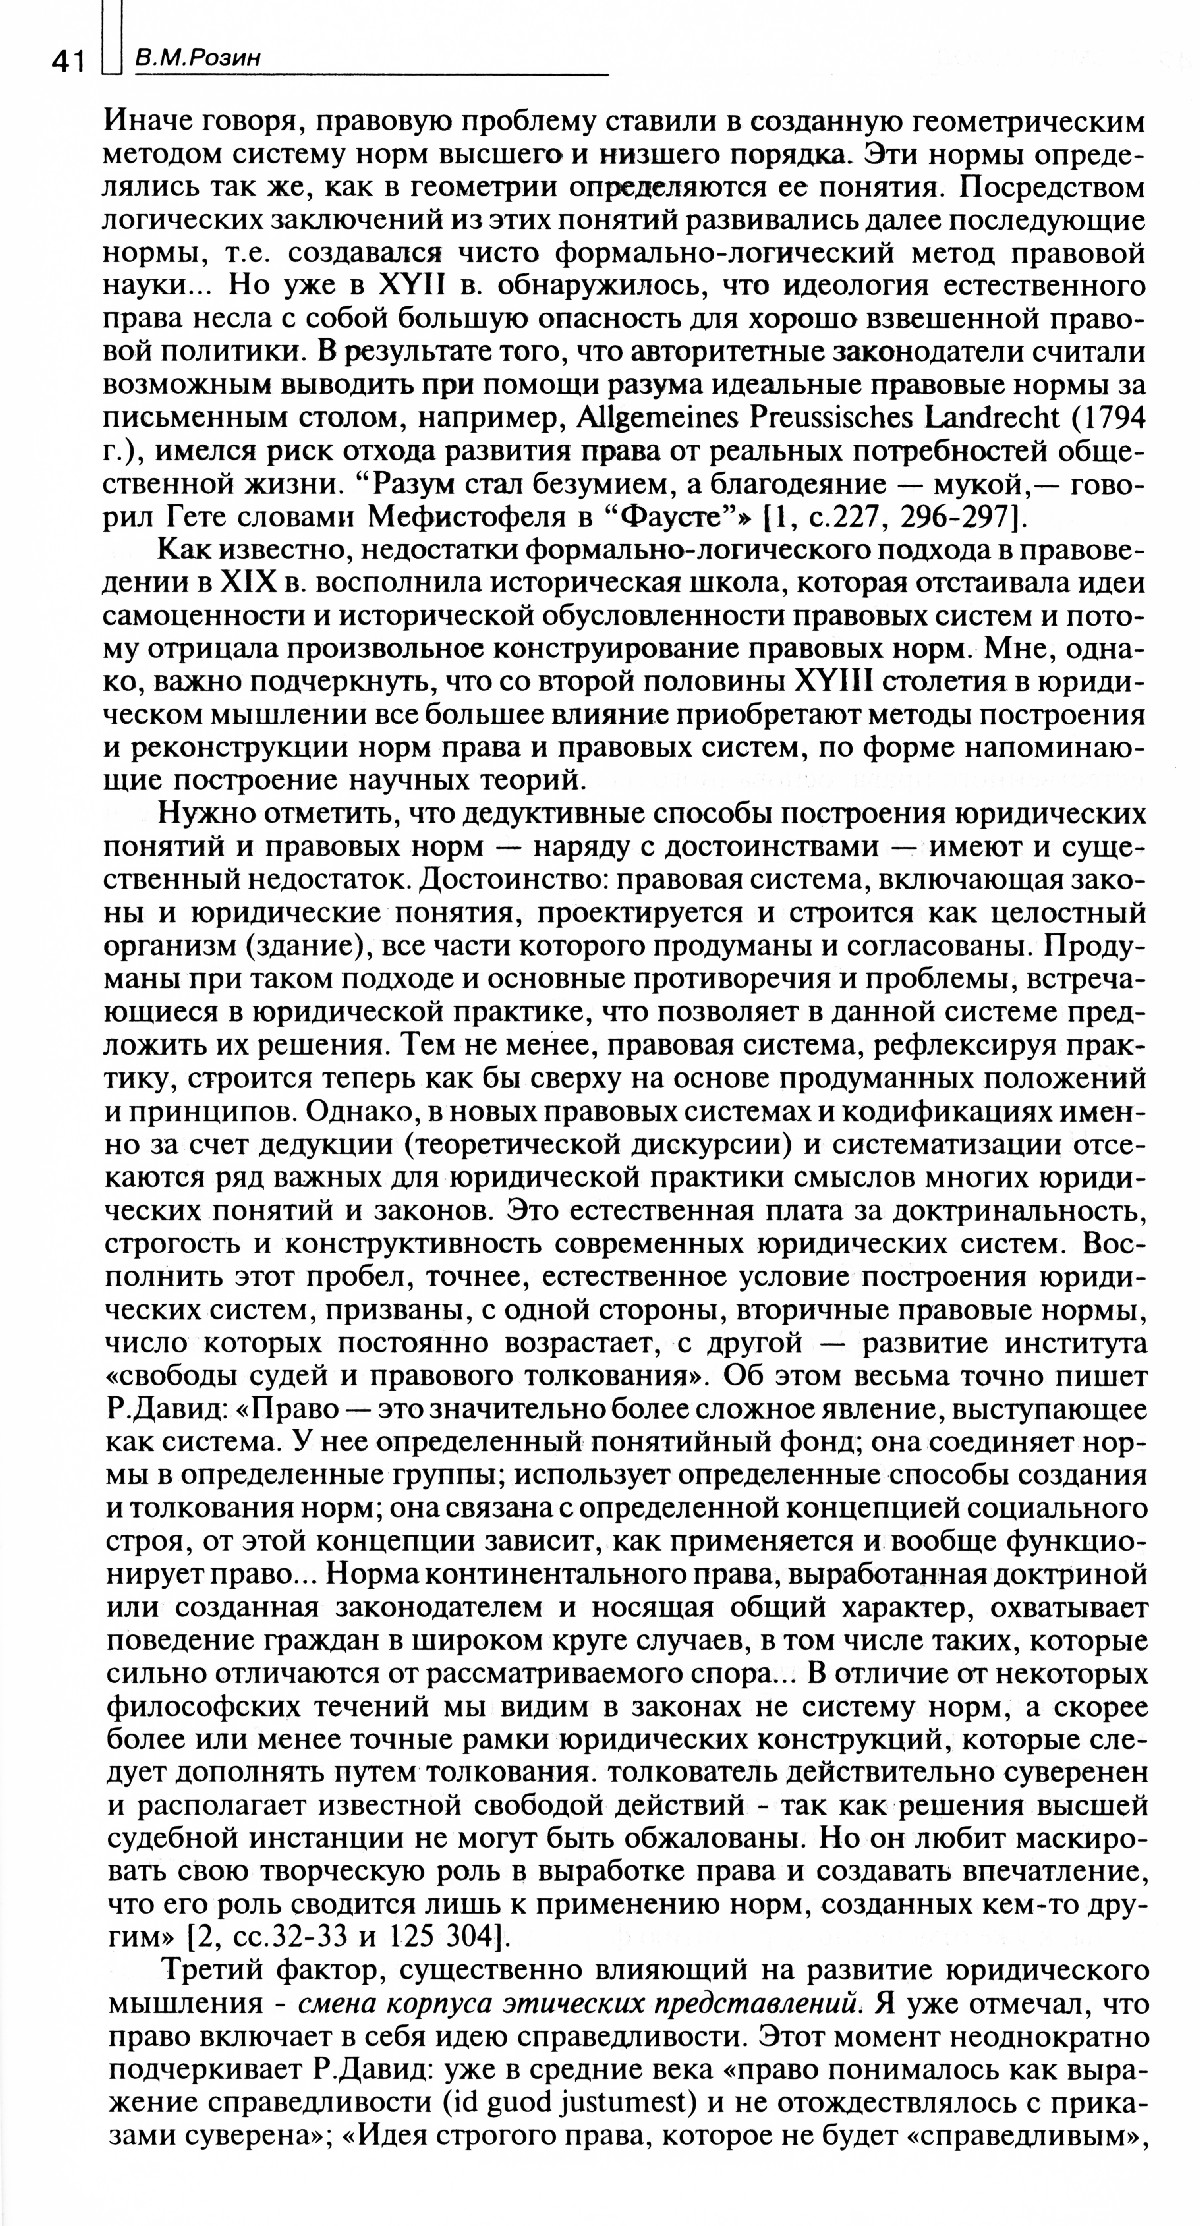 41
В.М.Розин
Иначе говоря, правовую проблему ставили в созданную геометрическим
методом систему норм высшего и низшего порядка. Эти нормы опреде-
лялись так же, как в геометрии определяются ее понятия. Посредством
логических заключений из этих понятий развивались далее последующие
нормы, т.е. создавался чисто формально-логический метод правовой
науки... Но уже в XYII в. обнаружилось, что идеология естественного
права несла с собой большую опасность для хорошо взвешенной право-
вой политики. В результате того, что авторитетные законодатели считали
возможным выводить при помощи разума идеальные правовые нормы за
письменным столом, например, Allgemeines Preussisches Landrecht (1794
г.), имелся риск отхода развития права от реальных потребностей обще-
ственной жизни. “Разум стал безумием, а благодеяние — мукой,— гово-
рил Гете словами Мефистофеля в “Фаусте”» [1, с.227, 296-297].
Как известно, недостатки формально-логического подхода в правове-
дении в XIX в. восполнила историческая школа, которая отстаивала идеи
самоценности и исторической обусловленности правовых систем и пото-
му отрицала произвольное конструирование правовых норм. Мне, одна-
ко, важно подчеркнуть, что со второй половины XYIII столетия в юриди-
ческом мышлении все большее влияние приобретают методы построения
и реконструкции норм права и правовых систем, по форме напоминаю-
щие построение научных теорий.
Нужно отметить, что дедуктивные способы построения юридических
понятий и правовых норм — наряду с достоинствами — имеют и суще-
ственный недостаток. Достоинство: правовая система, включающая зако-
ны и юридические понятия, проектируется и строится как целостный
организм (здание), все части которого продуманы и согласованы. Проду-
маны при таком подходе и основные противоречия и проблемы, встреча-
ющиеся в юридической практике, что позволяет в данной системе пред-
ложить их решения. Тем не менее, правовая система, рефлексируя прак-
тику, строится теперь как бы сверху на основе продуманных положений
и принципов. Однако, в новых правовых системах и кодификациях имен-
но за счет дедукции (теоретической дискурсии) и систематизации отсе-
каются ряд важных для юридической практики смыслов многих юриди-
ческих понятий и законов. Это естественная плата за доктринальность,
строгость и конструктивность современных юридических систем. Вос-
полнить этот пробел, точнее, естественное условие построения юриди-
ческих систем, призваны, с одной стороны, вторичные правовые нормы,
число которых постоянно возрастает, с другой — развитие института
«свободы судей и правового толкования». Об этом весьма точно пишет
Р.Давид: «Право — это значительно более сложное явление, выступающее
как система. У нее определенный понятийный фонд; она соединяет нор-
мы в определенные группы; использует определенные способы создания
и толкования норм; она связана с определенной концепцией социального
строя, от этой концепции зависит, как применяется и вообще функцио-
нирует право... Норма континентального права, выработанная доктриной
или созданная законодателем и носящая общий характер, охватывает
поведение граждан в широком круге случаев, в том числе таких, которые
сильно отличаются от рассматриваемого спора... В отличие от некоторых
философских течений мы видим в законах не систему норм, а скорее
более или менее точные рамки юридических конструкций, которые сле-
дует дополнять путем толкования. толкователь действительно суверенен
и располагает известной свободой действий - так как решения высшей
судебной инстанции не могут быть обжалованы. Но он любит маскиро-
вать свою творческую роль в выработке права и создавать впечатление,
что его роль сводится лишь к применению норм, созданных кем-то дру-
гим» [2, сс.32-33 и 125 304].
Третий фактор, существенно влияющий на развитие юридического
мышления - смена корпуса этических представлений. Я уже отмечал, что
право включает в себя идею справедливости. Этот момент неоднократно
подчеркивает Р.Давид: уже в средние века «право понималось как выра-
жение справедливости (id guod justumest) и не отождествлялось с прика-
зами суверена»; «Идея строгого права, которое не будет «справедливым»,